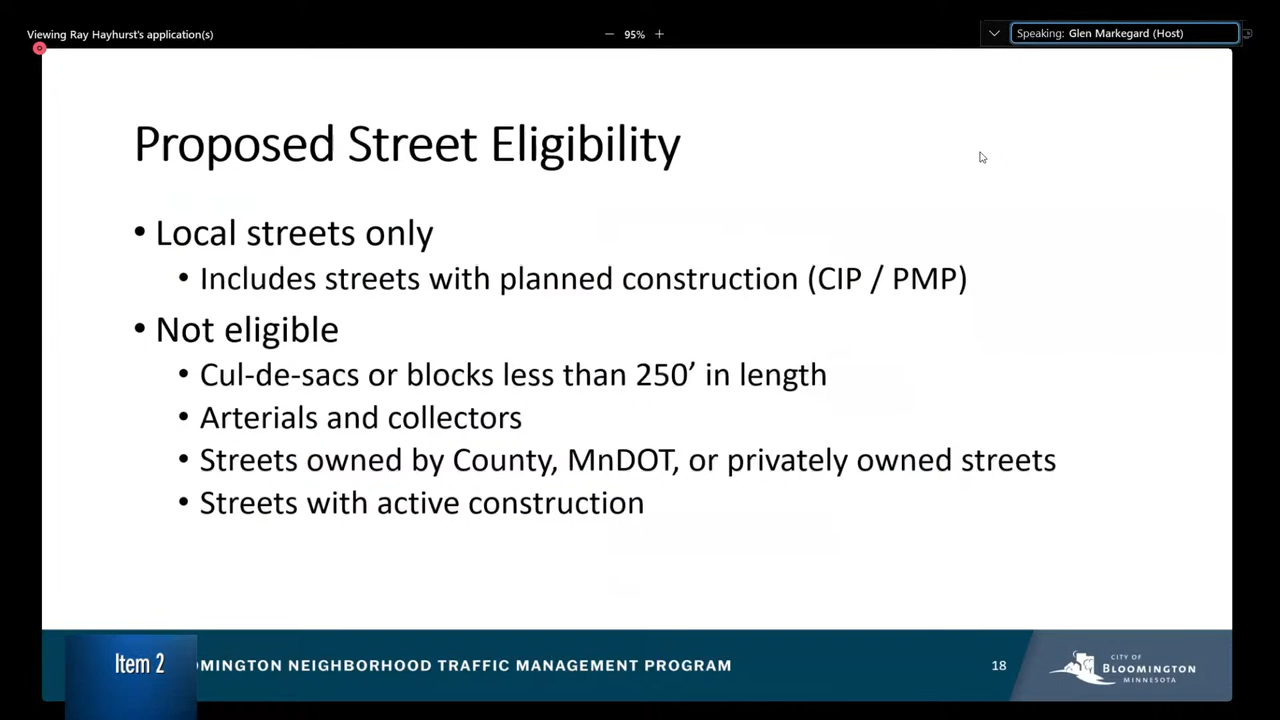 Viewing Ray Hayhurst's application(s)
95%
Speaking: Glen Markegard (Host)
Proposed Street Eligibility
• Local streets only
• Includes streets with planned construction (CIP / PMP)
• Not eligible
• Cul-de-sacs or blocks less than 250’ in length
• Arterials and collectors
• Streets owned by County, MnDOT, or privately owned streets
• Streets with active construction
Item 2
OMINGTON NEIGHBORHOOD TRAFFIC MANAGEMENT PROGRAM
18
CITY OF
BLOOMINGTON
MINNESOTA